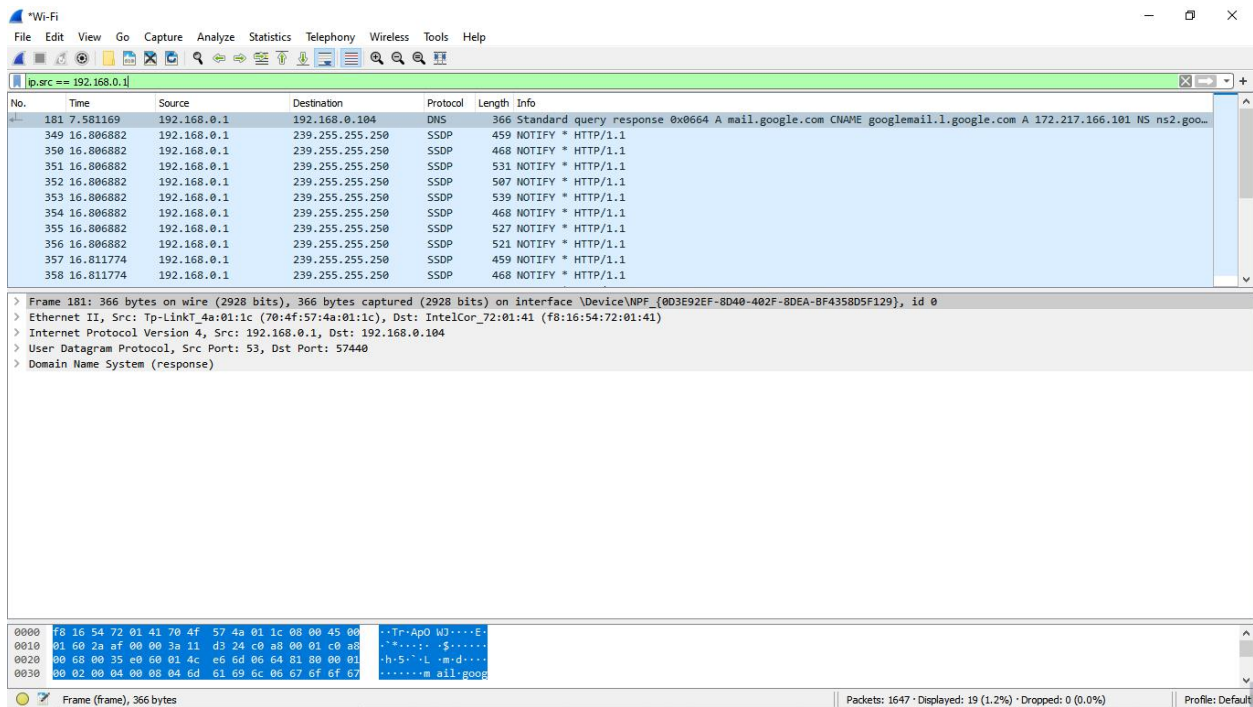 *Wi-Fi
File Edit View Go Capture Analyze Statistics Telephony Wireless Tools Help
ip.src == 192.168.0.1
No. Time Source Destination Protocol Length Info
181 7.581169 192.168.0.1 192.168.0.104 DNS 366 Standard query response 0x0664 A mail.google.com CNAME googlemail.l.google.com A 172.217.166.101 NS ns2.goo…
349 16.806882 192.168.0.1 239.255.255.250 SSDP 459 NOTIFY * HTTP/1.1
350 16.806882 192.168.0.1 239.255.255.250 SSDP 468 NOTIFY * HTTP/1.1
351 16.806882 192.168.0.1 239.255.255.250 SSDP 531 NOTIFY * HTTP/1.1
352 16.806882 192.168.0.1 239.255.255.250 SSDP 507 NOTIFY * HTTP/1.1
353 16.806882 192.168.0.1 239.255.255.250 SSDP 539 NOTIFY * HTTP/1.1
354 16.806882 192.168.0.1 239.255.255.250 SSDP 468 NOTIFY * HTTP/1.1
355 16.806882 192.168.0.1 239.255.255.250 SSDP 527 NOTIFY * HTTP/1.1
356 16.806882 192.168.0.1 239.255.255.250 SSDP 521 NOTIFY * HTTP/1.1
357 16.811774 192.168.0.1 239.255.255.250 SSDP 459 NOTIFY * HTTP/1.1
358 16.811774 192.168.0.1 239.255.255.250 SSDP 468 NOTIFY * HTTP/1.1
> Frame 181: 366 bytes on wire (2928 bits), 366 bytes captured (2928 bits) on interface \Device\NPF_{0D3E92EF-8D40-402F-8DEA-BF4358D5F129}, id 0
> Ethernet II, Src: Tp-LinkT_4a:01:1c (70:4f:57:4a:01:1c), Dst: IntelCor_72:01:41 (f8:16:54:72:01:41)
> Internet Protocol Version 4, Src: 192.168.0.1, Dst: 192.168.0.104
> User Datagram Protocol, Src Port: 53, Dst Port: 57440
> Domain Name System (response)
0000 f8 16 54 72 01 41 70 4f 57 4a 01 1c 08 00 45 00 ··Tr·ApO WJ····E·
0010 01 60 2a af 00 00 3a 11 d3 24 c0 a8 00 01 c0 a8 ·`*···:· ·$······
0020 00 68 00 35 e0 60 01 4c e6 6d 06 64 81 80 00 01 ·h·5·`·L ·m·d····
0030 00 02 00 04 00 08 04 6d 61 69 6c 06 67 6f 6f 67 ·······m ail·goog
Frame (frame), 366 bytes Packets: 1647 · Displayed: 19 (1.2%) · Dropped: 0 (0.0%) Profile: Default